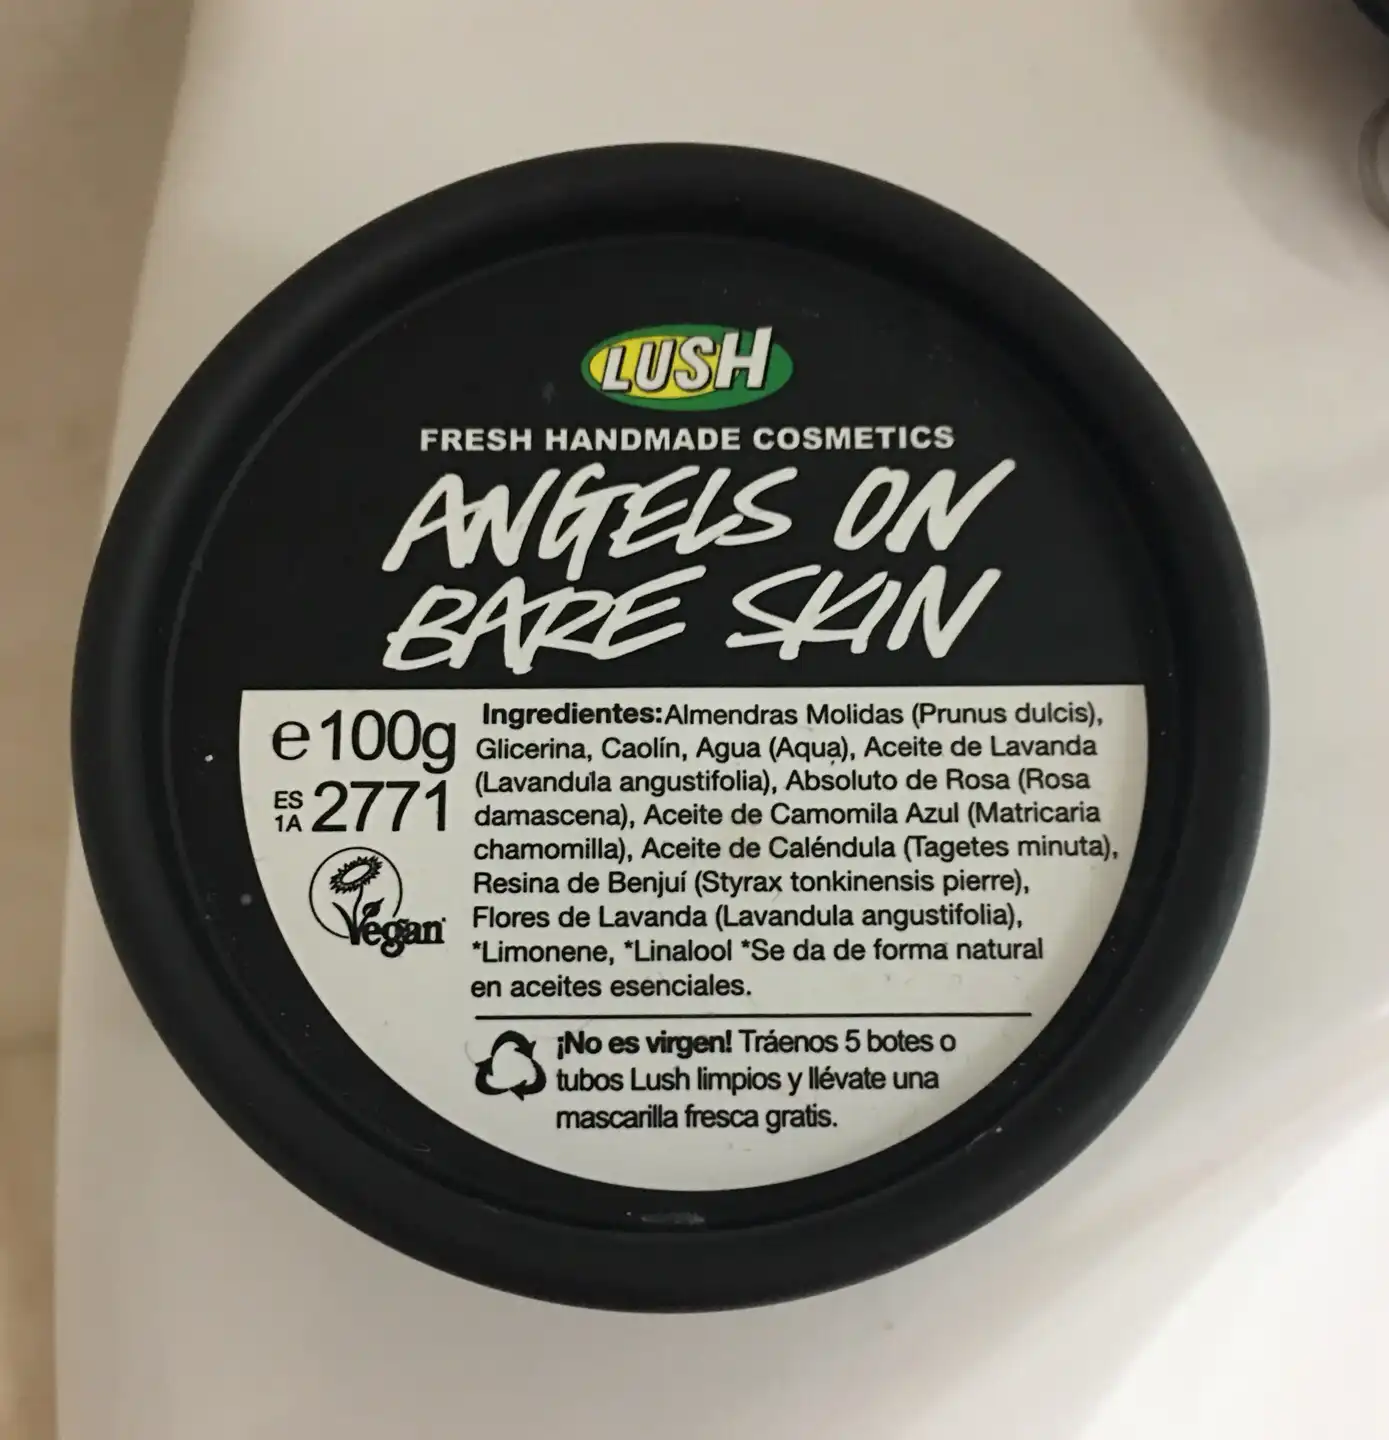 LUSH
FRESH HANDMADE COSMETICS
ANGELS ON
BARE SKIN
e 100g
ES
1A 2771
Vegan
Ingredientes:Almendras Molidas (Prunus dulcis),
Glicerina, Caolín, Agua (Aqua), Aceite de Lavanda
(Lavandula angustifolia), Absoluto de Rosa (Rosa
damascena), Aceite de Camomila Azul (Matricaria
chamomilla), Aceite de Caléndula (Tagetes minuta),
Resina de Benjuí (Styrax tonkinensis pierre),
Flores de Lavanda (Lavandula angustifolia),
*Limonene, *Linalool *Se da de forma natural
en aceites esenciales.
¡No es virgen! Tráenos 5 botes o
tubos Lush limpios y llévate una
mascarilla fresca gratis.